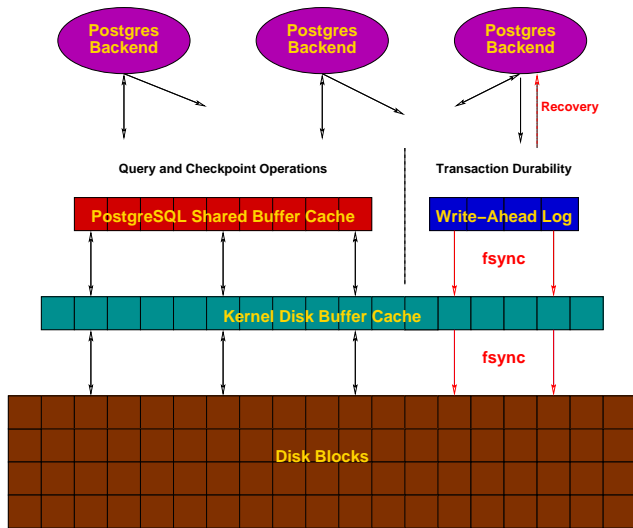 Postgres
Backend
Postgres
Backend
Postgres
Backend
Recovery
Query and Checkpoint Operations
Transaction Durability
PostgreSQL Shared Buffer Cache
Write−Ahead Log
fsync
Kernel Disk Buffer Cache
fsync
Disk Blocks